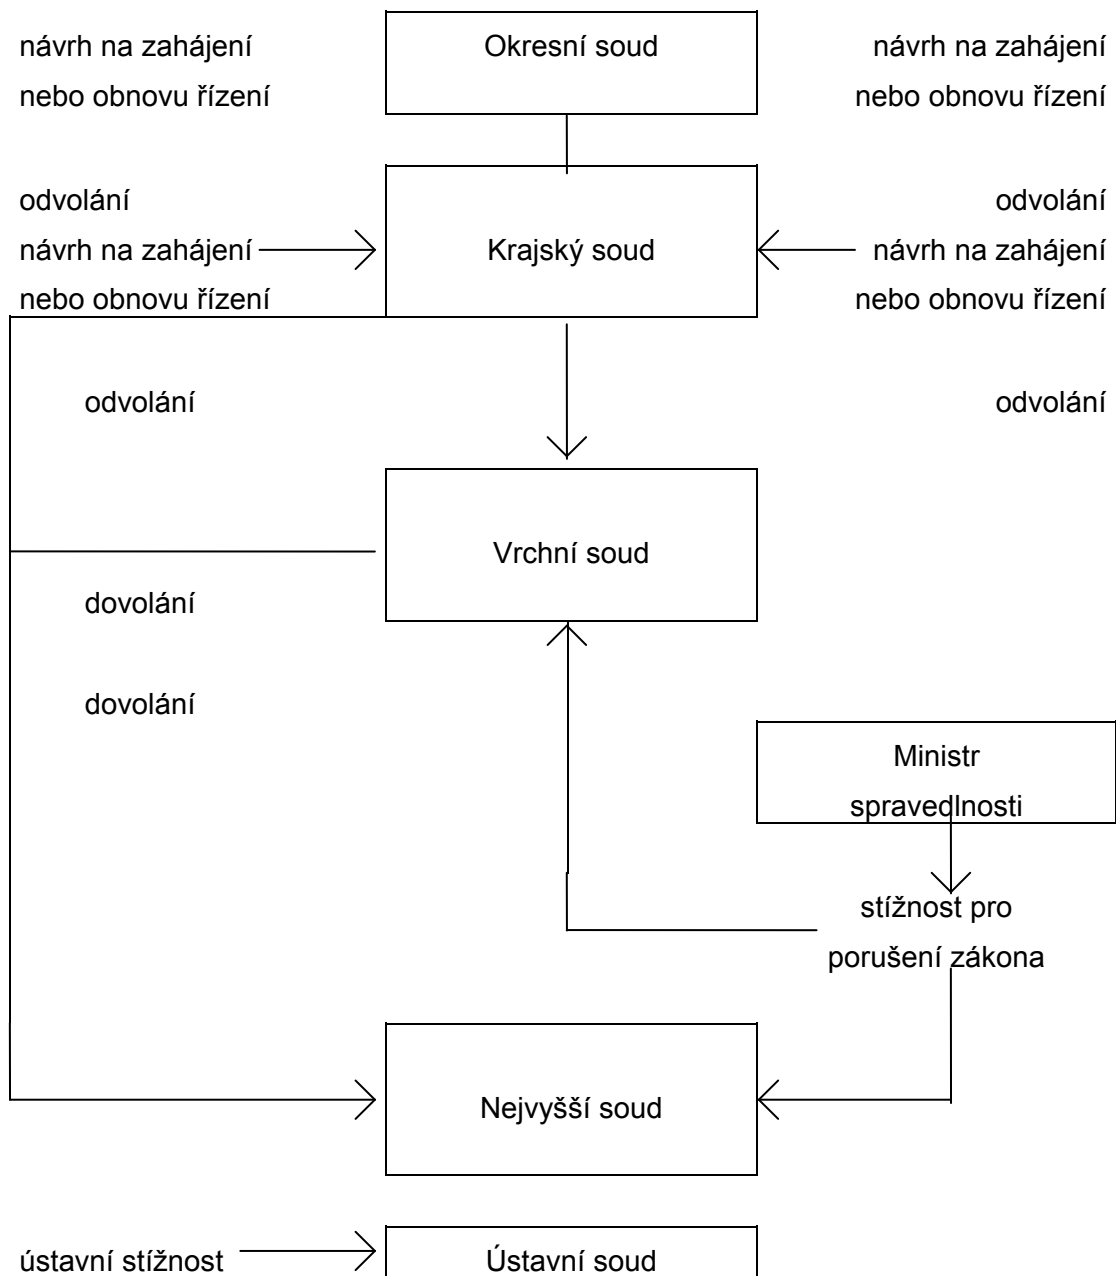 návrh na zahájení
Okresní soud
návrh na zahájení
nebo obnovu řízení
nebo obnovu řízení
odvolání
odvolání
návrh na zahájení
Krajský soud
návrh na zahájení
nebo obnovu řízení
nebo obnovu řízení
odvolání
odvolání
Vrchní soud
dovolání
dovolání
Ministr
spravedlnosti
stížnost pro
porušení zákona
Nejvyšší soud
ústavní stížnost
Ústavní soud